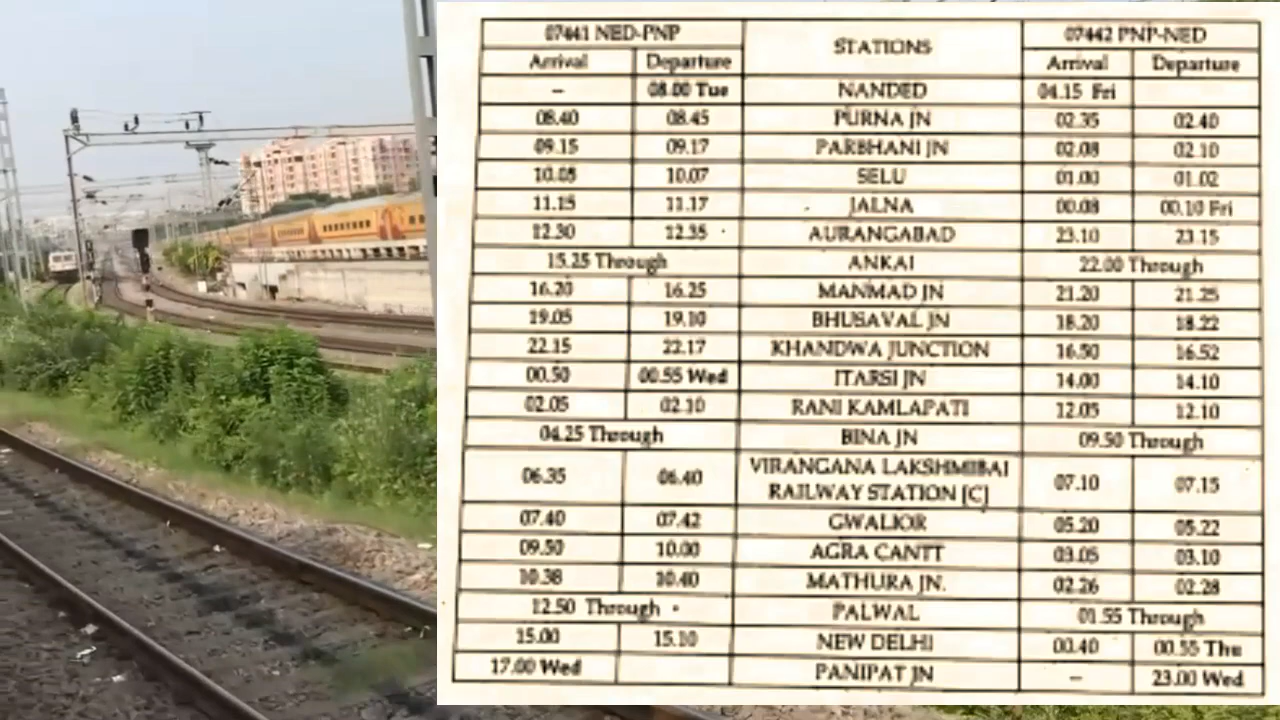 07441 NED-PNP STATIONS 07442 PNP-NED
Arrival Departure Arrival Departure
– 08.00 Tue NANDED 04.15 Fri
08.40 08.45 PURNA JN 02.35 02.40
09.15 09.17 PARBHANI JN 02.08 02.10
10.05 10.07 SELU 01.00 01.02
11.15 11.17 JALNA 00.08 00.10 Fri
12.30 12.35 AURANGABAD 23.10 23.15
15.25 Through ANKAI 22.00 Through
16.20 16.25 MANMAD JN 21.20 21.25
19.05 19.10 BHUSAVAL JN 18.20 18.22
22.15 22.17 KHANDWA JUNCTION 16.50 16.52
00.50 00.55 Wed ITARSI JN 14.00 14.10
02.05 02.10 RANI KAMLAPATI 12.05 12.10
04.25 Through BINA JN 09.50 Through
06.35 06.40 VIRANGANA LAKSHMIBAI 07.10 07.15
RAILWAY STATION [C]
07.40 07.42 GWALIOR 05.20 05.22
09.50 10.00 AGRA CANTT 03.05 03.10
10.38 10.40 MATHURA JN. 02.26 02.28
12.50 Through PALWAL 01.55 Through
15.00 15.10 NEW DELHI 00.40 00.55 Thu
17.00 Wed PANIPAT JN – 23.00 Wed